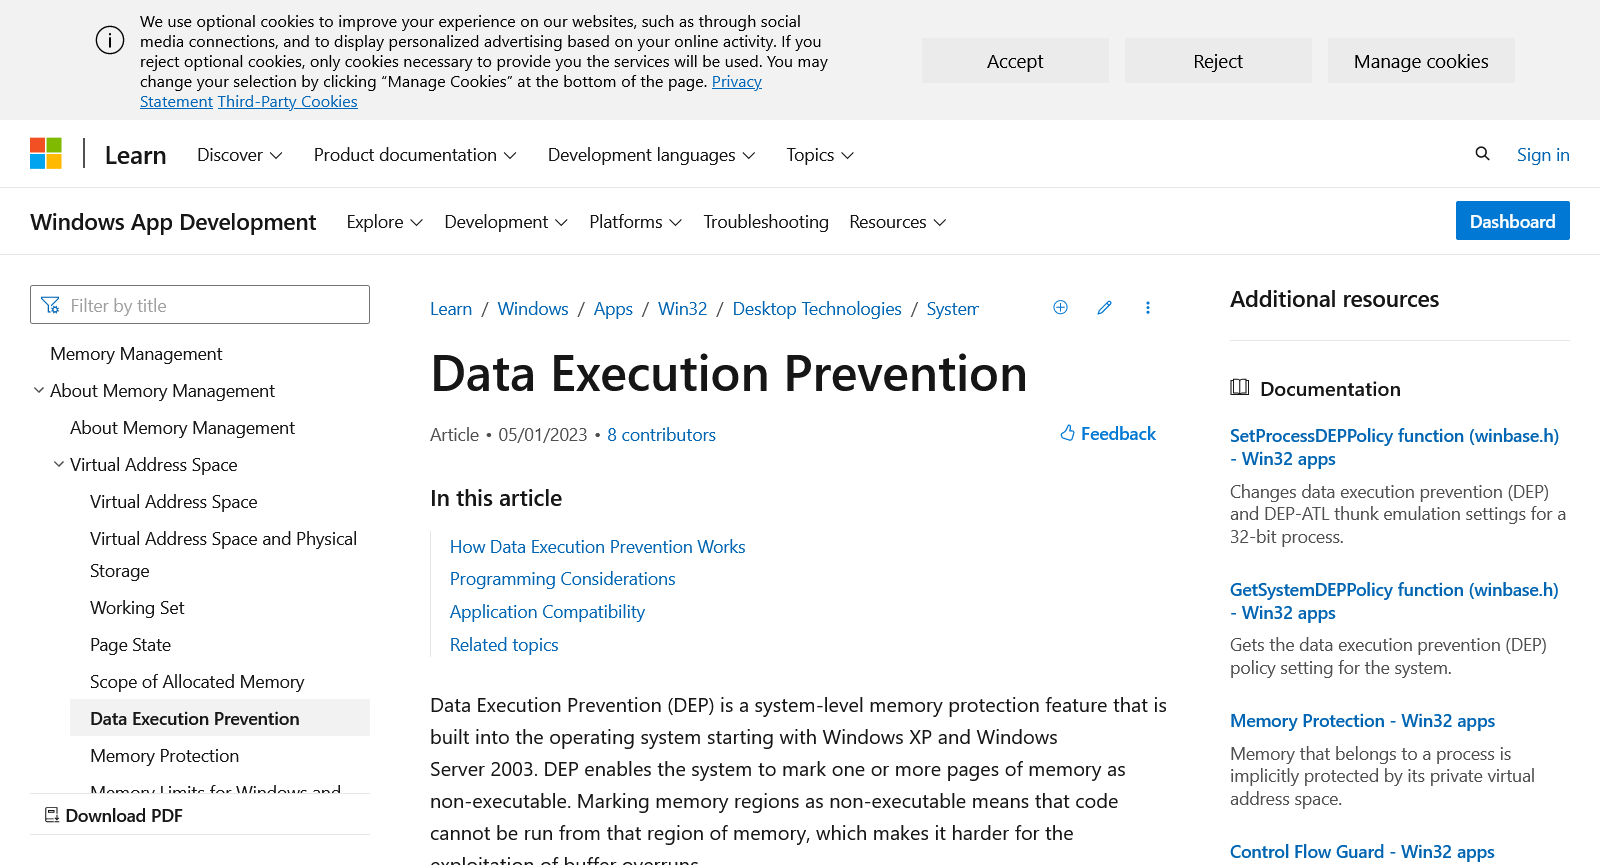 We use optional cookies to improve your experience on our websites, such as through social
media connections, and to display personalized advertising based on your online activity. If you
reject optional cookies, only cookies necessary to provide you the services will be used. You may
change your selection by clicking “Manage Cookies” at the bottom of the page. Privacy
Statement Third-Party Cookies
Accept
Reject
Manage cookies
Learn
Discover
Product documentation
Development languages
Topics
Sign in
Windows App Development
Explore
Development
Platforms
Troubleshooting
Resources
Dashboard
Filter by title
Memory Management
About Memory Management
About Memory Management
Virtual Address Space
Virtual Address Space
Virtual Address Space and Physical
Storage
Working Set
Page State
Scope of Allocated Memory
Data Execution Prevention
Memory Protection
Memory Limits for Windows and
Download PDF
Learn / Windows / Apps / Win32 / Desktop Technologies / System
Data Execution Prevention
Article • 05/01/2023 • 8 contributors
Feedback
In this article
How Data Execution Prevention Works
Programming Considerations
Application Compatibility
Related topics
Data Execution Prevention (DEP) is a system-level memory protection feature that is
built into the operating system starting with Windows XP and Windows
Server 2003. DEP enables the system to mark one or more pages of memory as
non-executable. Marking memory regions as non-executable means that code
cannot be run from that region of memory, which makes it harder for the
exploitation of buffer overruns.
Additional resources
Documentation
SetProcessDEPPolicy function (winbase.h)
- Win32 apps
Changes data execution prevention (DEP)
and DEP-ATL thunk emulation settings for a
32-bit process.
GetSystemDEPPolicy function (winbase.h)
- Win32 apps
Gets the data execution prevention (DEP)
policy setting for the system.
Memory Protection - Win32 apps
Memory that belongs to a process is
implicitly protected by its private virtual
address space.
Control Flow Guard - Win32 apps